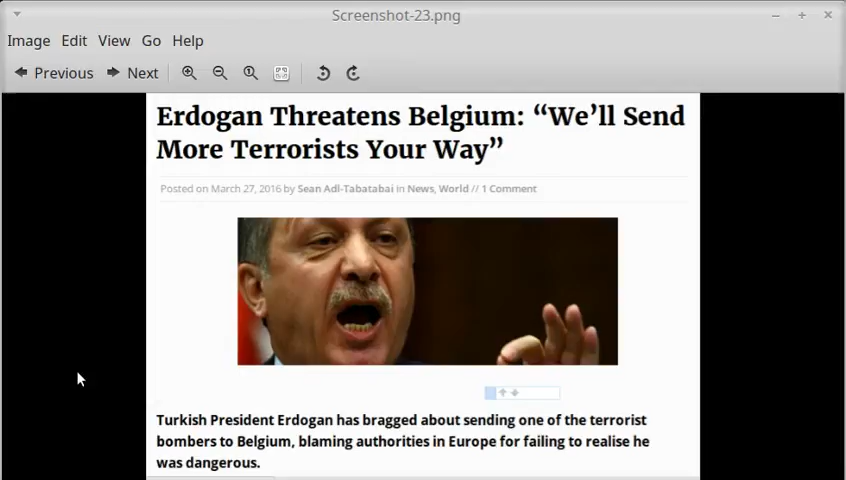 Screenshot-23.png
Image Edit View Go Help
Previous Next
Erdogan Threatens Belgium: “We’ll Send
More Terrorists Your Way”
Posted on March 27, 2016 by Sean Adl-Tabatabai in News, World // 1 Comment
Turkish President Erdogan has bragged about sending one of the terrorist
bombers to Belgium, blaming authorities in Europe for failing to realise he
was dangerous.